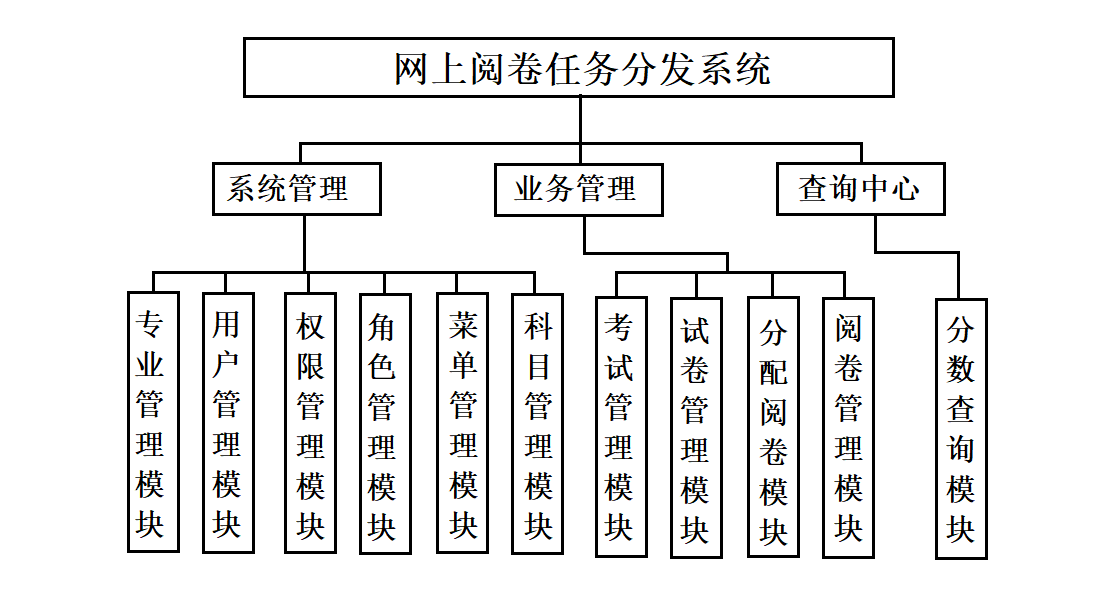 网上阅卷任务分发系统
系统管理
业务管理
查询中心
专业管理模块
用户管理模块
权限管理模块
角色管理模块
菜单管理模块
科目管理模块
考试管理模块
试卷管理模块
分配阅卷模块
阅卷管理模块
分数查询模块